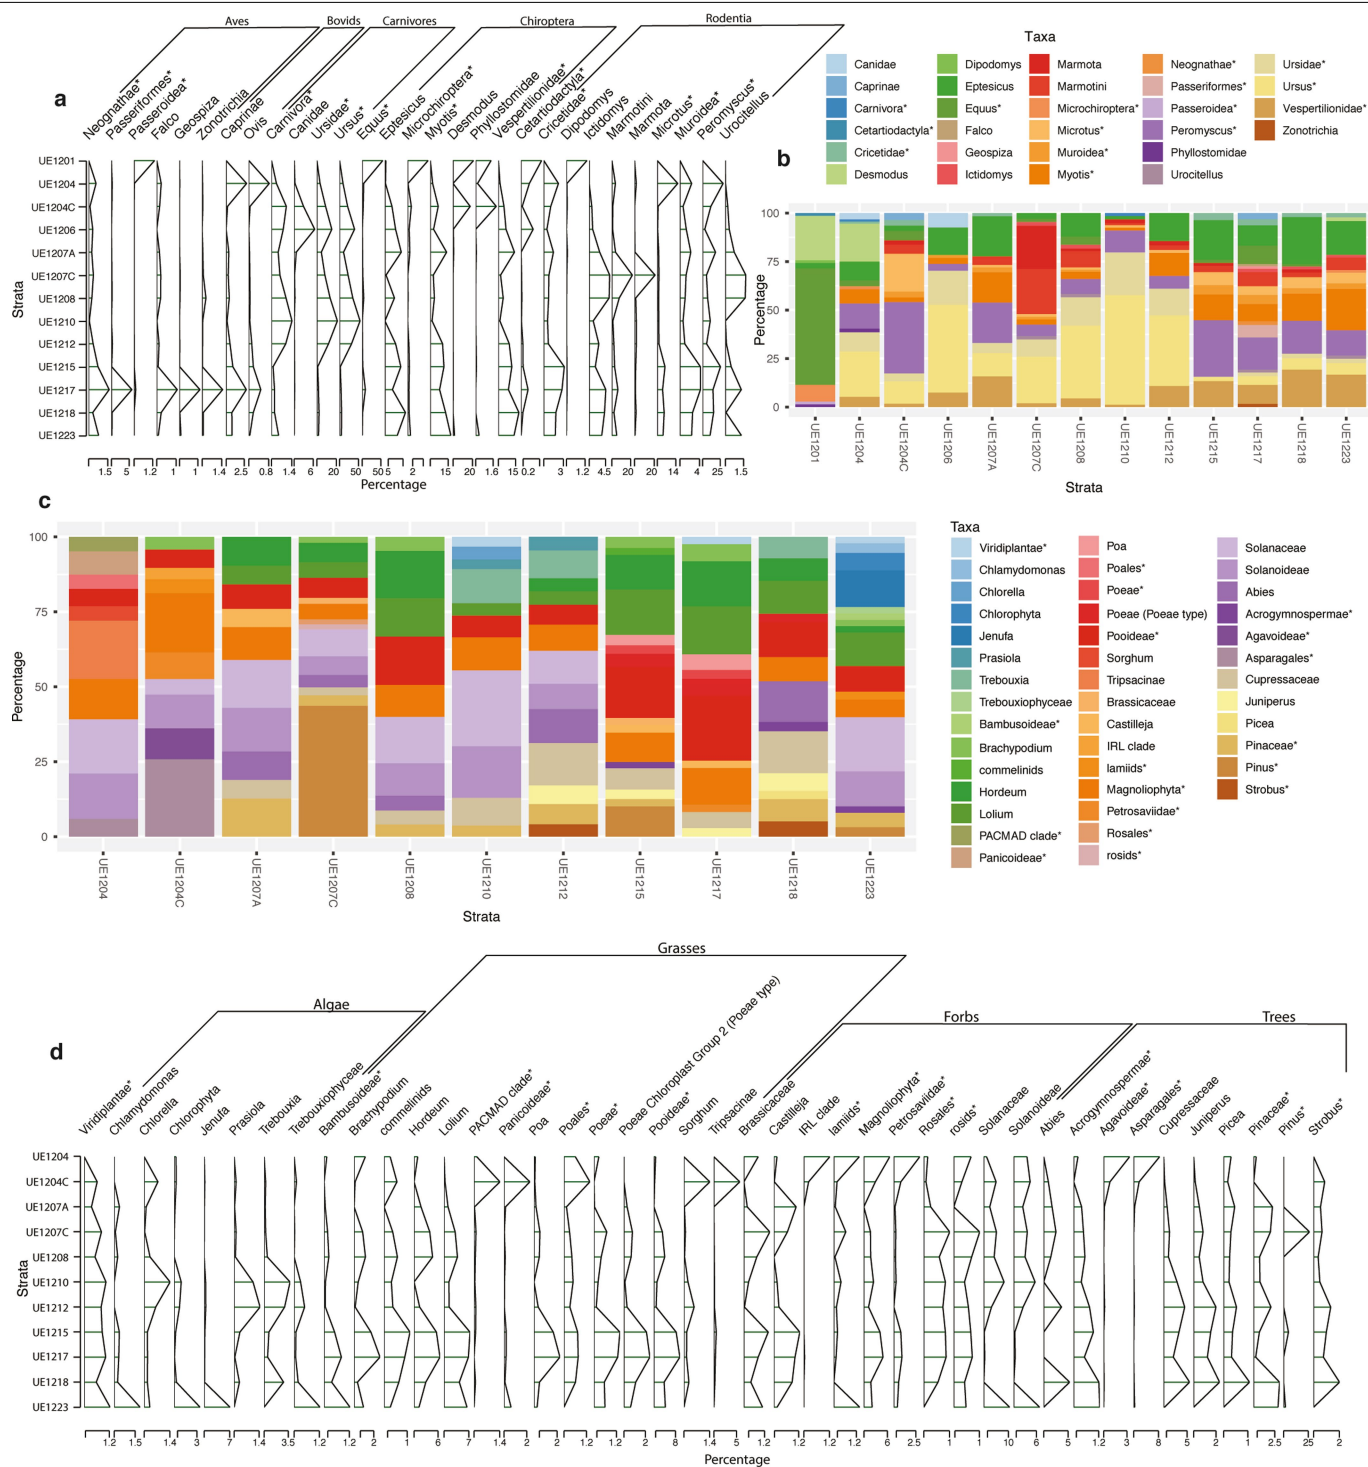 a
Aves
Bovids
Carnivores
Chiroptera
Rodentia
Neognathae*
Passeriformes*
Passeroidea*
Falco
Geospiza
Zonotrichia
Caprinae
Ovis
Carnivora*
Canidae
Ursidae*
Ursus*
Equus*
Eptesicus
Microchiroptera*
Myotis*
Desmodus
Phyllostomidae
Vespertilionidae*
Cetartiodactyla*
Cricetidae*
Dipodomys
Ictidomys
Marmotini
Marmota
Microtus*
Muroidea*
Peromyscus*
Urocitellus
Strata
UE1201
UE1204
UE1204C
UE1206
UE1207A
UE1207C
UE1208
UE1210
UE1212
UE1215
UE1217
UE1218
UE1223
1.5 5 1.2 1 1 1.4 2.5 0.8 1.4 6 20 50 50 0.5 2 15 20 1.6 15 0.2 3 1.2 4.5 20 20 14 4 25 1.5
Percentage
Taxa
Canidae
Caprinae
Carnivora*
Cetartiodactyla*
Cricetidae*
Desmodus
Dipodomys
Eptesicus
Equus*
Falco
Geospiza
Ictidomys
Marmota
Marmotini
Microchiroptera*
Microtus*
Muroidea*
Myotis*
Neognathae*
Passeriformes*
Passeroidea*
Peromyscus*
Phyllostomidae
Urocitellus
Ursidae*
Ursus*
Vespertilionidae*
Zonotrichia
b
Percentage
100
75
50
25
0
UE1201
UE1204
UE1204C
UE1206
UE1207A
UE1207C
UE1208
UE1210
UE1212
UE1215
UE1217
UE1218
UE1223
Strata
c
Percentage
100
75
50
25
0
UE1204
UE1204C
UE1207A
UE1207C
UE1208
UE1210
UE1212
UE1215
UE1217
UE1218
UE1223
Strata
Taxa
Viridiplantae*
Chlamydomonas
Chlorella
Chlorophyta
Jenufa
Prasiola
Trebouxia
Trebouxiophyceae
Bambusoideae*
Brachypodium
commelinids
Hordeum
Lolium
PACMAD clade*
Panicoideae*
Poa
Poales*
Poeae*
Poeae (Poeae type)
Pooideae*
Sorghum
Tripsacinae
Brassicaceae
Castilleja
IRL clade
lamiids*
Magnoliophyta*
Petrosaviidae*
Rosales*
rosids*
Solanaceae
Solanoideae
Abies
Acrogymnospermae*
Agavoideae*
Asparagales*
Cupressaceae
Juniperus
Picea
Pinaceae*
Pinus*
Strobus*
d
Algae
Grasses
Forbs
Trees
Viridiplantae*
Chlamydomonas
Chlorella
Chlorophyta
Jenufa
Prasiola
Trebouxia
Trebouxiophyceae
Bambusoideae*
Brachypodium
commelinids
Hordeum
Lolium
PACMAD clade*
Panicoideae*
Poa
Poales*
Poeae*
Poeae Chloroplast Group 2 (Poeae type)
Pooideae*
Sorghum
Tripsacinae
Brassicaceae
Castilleja
IRL clade
lamiids*
Magnoliophyta*
Petrosaviidae*
Rosales*
rosids*
Solanaceae
Solanoideae
Abies
Acrogymnospermae*
Agavoideae*
Asparagales*
Cupressaceae
Juniperus
Picea
Pinaceae*
Pinus*
Strobus*
Strata
UE1204
UE1204C
UE1207A
UE1207C
UE1208
UE1210
UE1212
UE1215
UE1217
UE1218
UE1223
1.2 1.5 1.4 3 7 1.4 3.5 1.2 1.2 2 1 6 7 1.4 2 2 1.2 1.2 2 8 1.4 5 1.2 1.2 1.2 1.2 6 2.5 1 1 10 6 5 1.2 3 8 5 2 1 2.5 25 2
Percentage